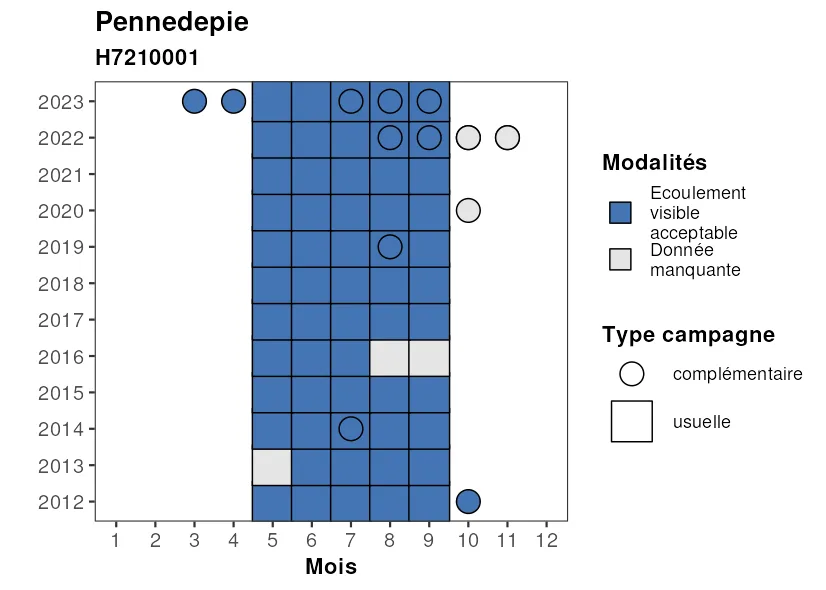 Pennedepie
H7210001
2023
2022
2021
2020
2019
2018
2017
2016
2015
2014
2013
2012
1 2 3 4 5 6 7 8 9 10 11 12
Mois
Modalités
Ecoulement
visible
acceptable
Donnée
manquante
Type campagne
complémentaire
usuelle